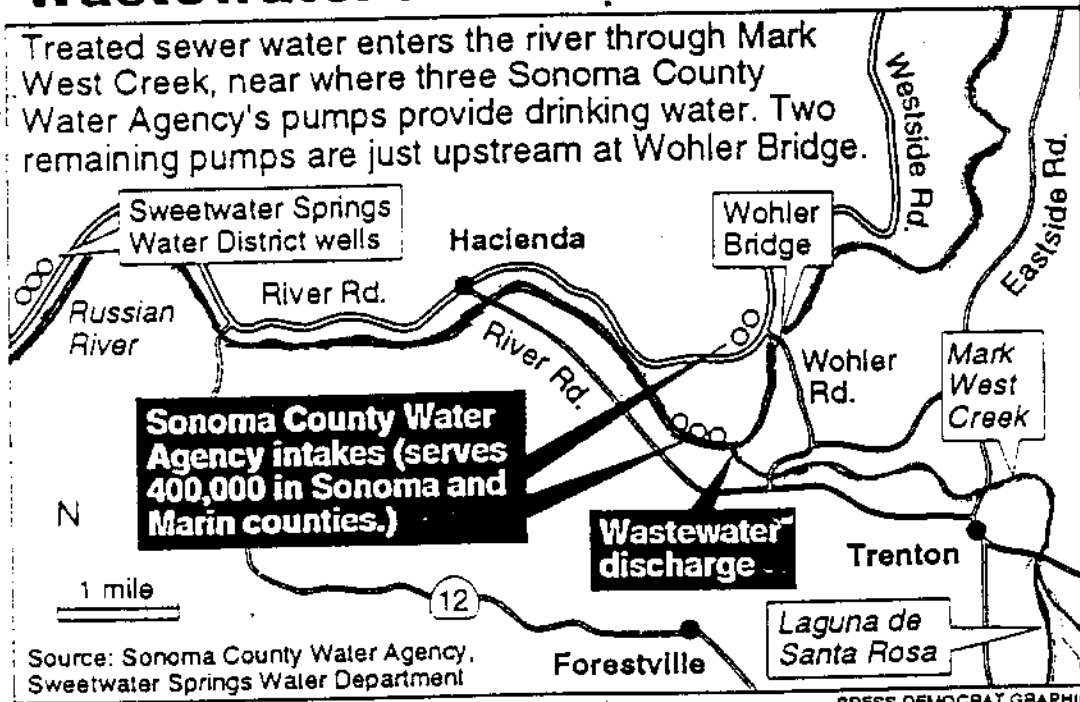 Treated sewer water enters the river through Mark
West Creek, near where three Sonoma County
Water Agency's pumps provide drinking water. Two
remaining pumps are just upstream at Wohler Bridge.
Westside Rd.
Eastside Rd.
Sweetwater Springs
Water District wells
Hacienda
Wohler
Bridge
River Rd.
Russian
River
River Rd.
Wohler
Rd.
Mark
West
Creek
Sonoma County Water
Agency intakes (serves
400,000 in Sonoma and
Marin counties.)
N
Wastewater
discharge
Trenton
1 mile
12
Laguna de
Santa Rosa
Forestville
Source: Sonoma County Water Agency,
Sweetwater Springs Water Department
PRESS DEMOCRAT